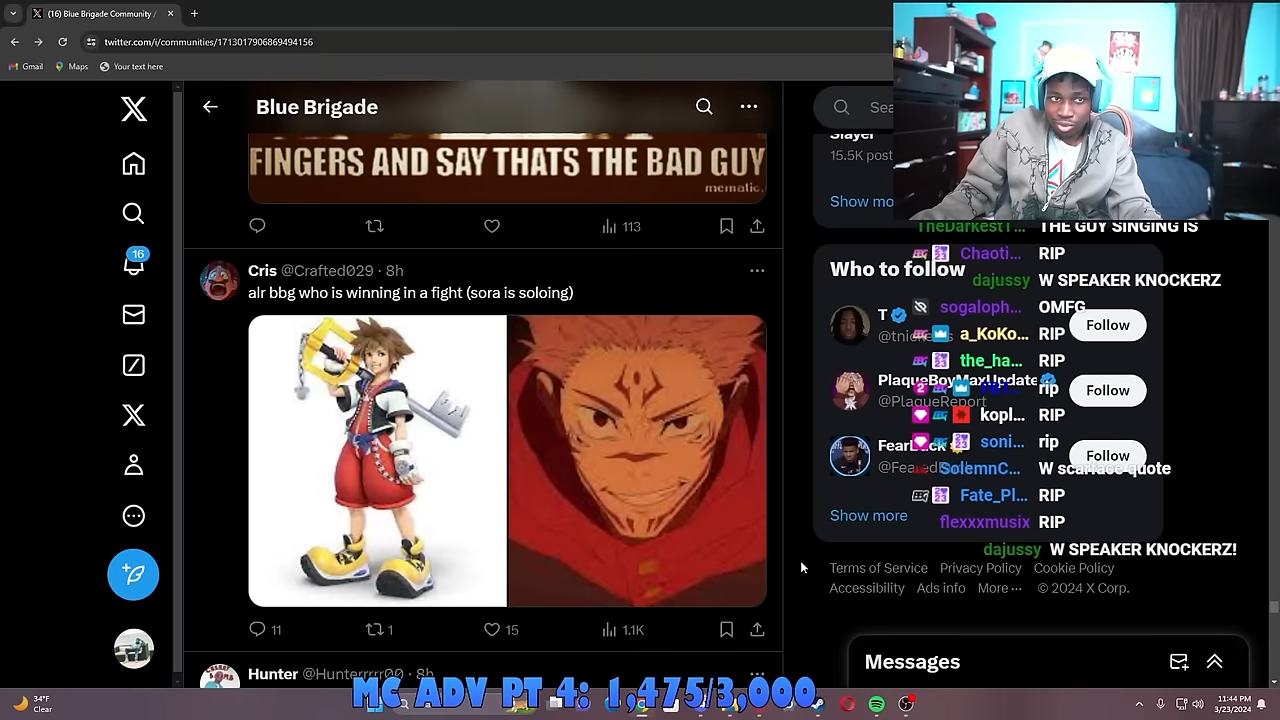 (16) Blue Brigade Community /
twitter.com/i/communities/1713017906869494156
Gmail
Maps
Your text here
Blue Brigade
FINGERS AND SAY THATS THE BAD GUY
mematic.
113
16
Cris @Crafted029 · 8h
alr bbg who is winning in a fight (sora is soloing)
11
1
15
1.1K
Hunter @Hunterrrrr00 · 8h
Sea
Slayer
15.5K post
Show mo
Who to follow
T
Follow
PlaqueBoyMaxUpdate
@PlaqueReport
Follow
Follow
Show more
Terms of Service Privacy Policy Cookie Policy
Accessibility Ads info More ··· © 2024 X Corp.
Messages
TheDarkestT... THE GUY SINGING IS
Chaoti... RIP
dajussy W SPEAKER KNOCKERZ
sogaloph... OMFG
a_KoKo... RIP
the_ha... RIP
rip
kopl... RIP
soni... rip
SolemnC... W scarface quote
Fate_Pl... RIP
flexxxmusix RIP
dajussy W SPEAKER KNOCKERZ!
MC ADV PT 4: 1,475/3,000
34°F
Clear
11:44 PM
3/23/2024